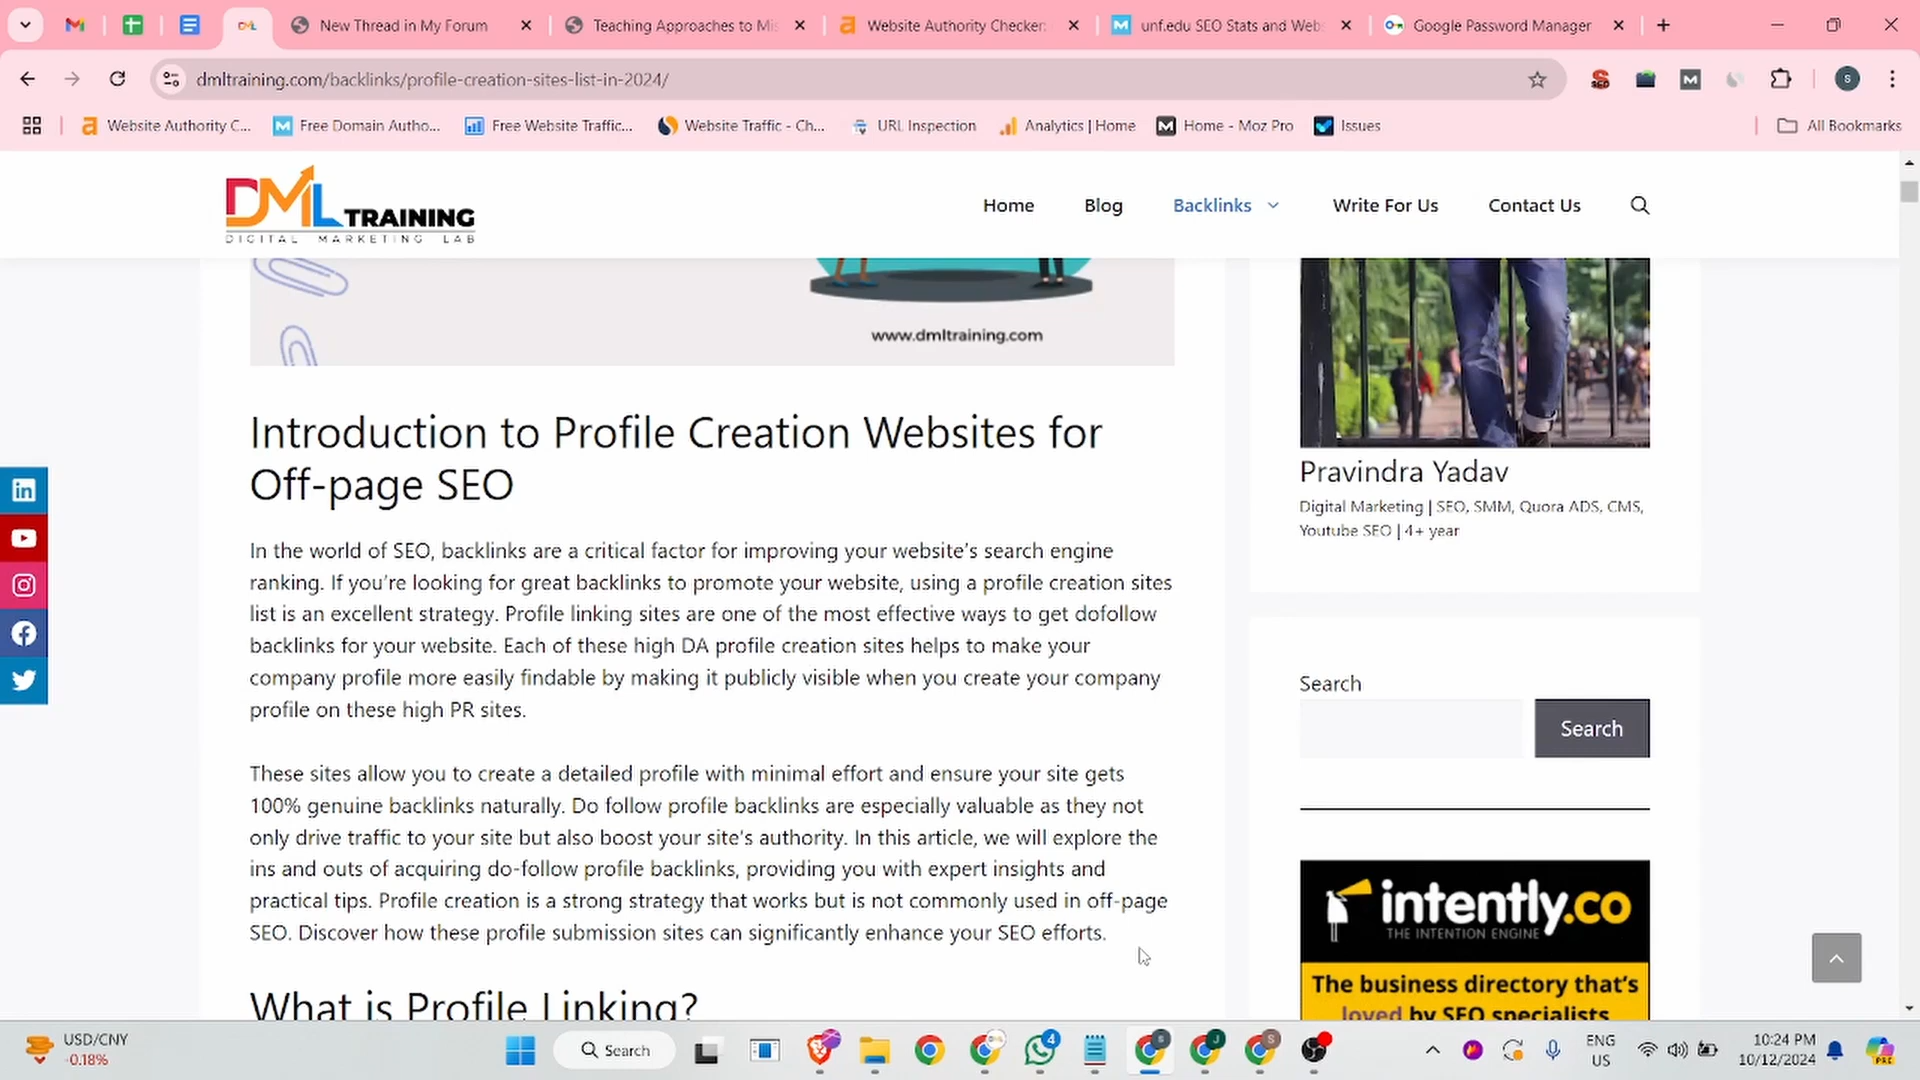 New Thread in My Forum
Teaching Approaches to Mis
Website Authority Checker:
unf.edu SEO Stats and Web
Google Password Manager
dmltraining.com/backlinks/profile-creation-sites-list-in-2024/
Website Authority C...
Free Domain Autho...
Free Website Traffic...
Website Traffic - Ch...
URL Inspection
Analytics | Home
Home - Moz Pro
Issues
All Bookmarks
DML TRAINING
DIGITAL MARKETING LAB
Home
Blog
Backlinks
Write For Us
Contact Us
www.dmltraining.com
Introduction to Profile Creation Websites for
Off-page SEO
In the world of SEO, backlinks are a critical factor for improving your website's search engine
ranking. If you're looking for great backlinks to promote your website, using a profile creation sites
list is an excellent strategy. Profile linking sites are one of the most effective ways to get dofollow
backlinks for your website. Each of these high DA profile creation sites helps to make your
company profile more easily findable by making it publicly visible when you create your company
profile on these high PR sites.
These sites allow you to create a detailed profile with minimal effort and ensure your site gets
100% genuine backlinks naturally. Do follow profile backlinks are especially valuable as they not
only drive traffic to your site but also boost your site's authority. In this article, we will explore the
ins and outs of acquiring do-follow profile backlinks, providing you with expert insights and
practical tips. Profile creation is a strong strategy that works but is not commonly used in off-page
SEO. Discover how these profile submission sites can significantly enhance your SEO efforts.
What is Profile Linking?
Pravindra Yadav
Digital Marketing | SEO, SMM, Quora ADS, CMS,
Youtube SEO | 4+ year
Search
Search
intently.co
THE INTENTION ENGINE
The business directory that's
loved by SEO specialists
USD/CNY
-0.18%
Search
4
ENG
US
10:24 PM
10/12/2024